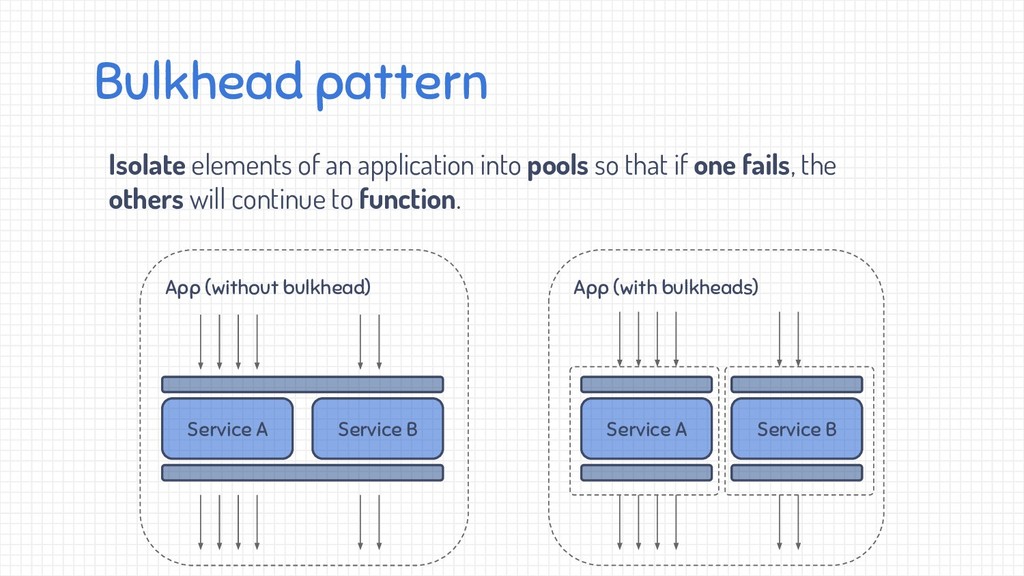 Bulkhead pattern
Isolate elements of an application into pools so that if one fails, the
others will continue to function.
App (without bulkhead)
Service A
Service B
App (with bulkheads)
Service A
Service B